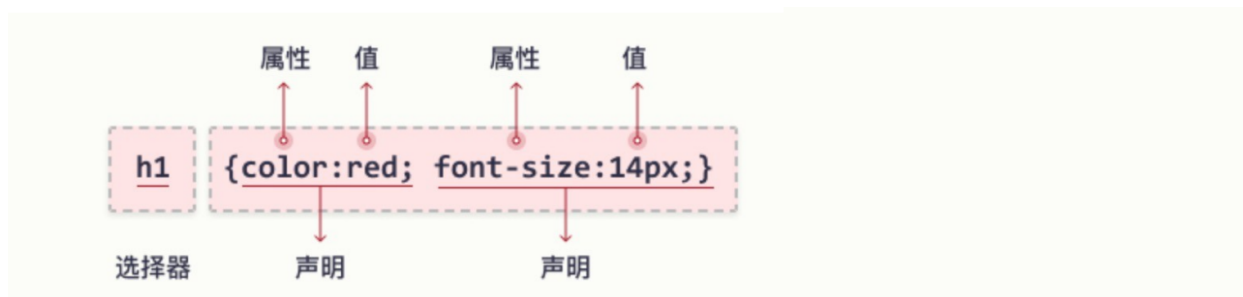 属性 值 属性 值
h1 {color:red; font-size:14px;}
选择器 声明 声明